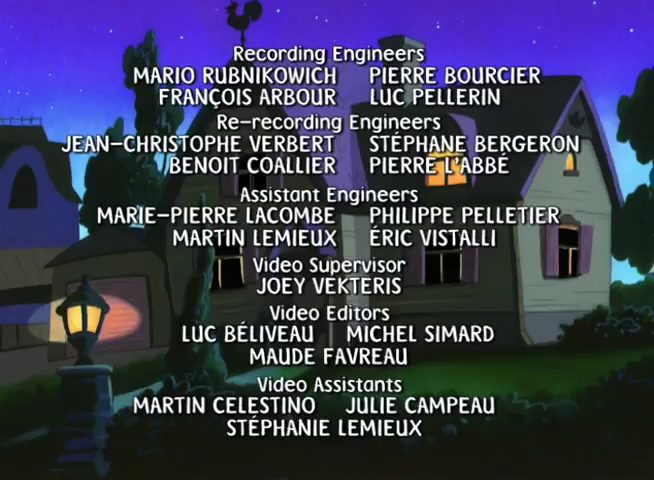 Recording Engineers
MARIO RUBNIKOWICH PIERRE BOURCIER
FRANÇOIS ARBOUR LUC PELLERIN
Re-recording Engineers
JEAN-CHRISTOPHE VERBERT STÉPHANE BERGERON
BENOIT COALLIER PIERRE L'ABBÉ
Assistant Engineers
MARIE-PIERRE LACOMBE PHILIPPE PELLETIER
MARTIN LEMIEUX ÉRIC VISTALLI
Video Supervisor
JOEY VEKTERIS
Video Editors
LUC BÉLIVEAU MICHEL SIMARD
MAUDE FAVREAU
Video Assistants
MARTIN CELESTINO JULIE CAMPEAU
STÉPHANIE LEMIEUX